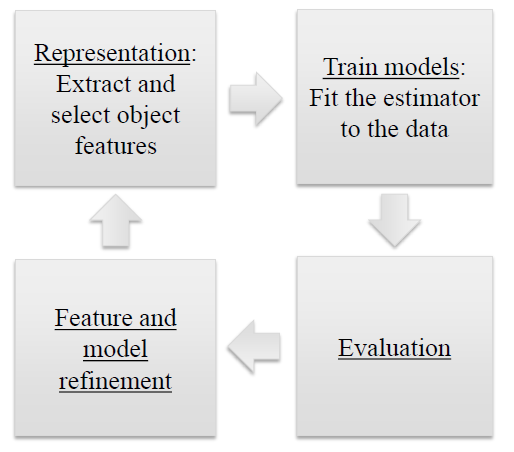 Representation:
Extract and
select object
features
Train models:
Fit the estimator
to the data
Feature and
model
refinement
Evaluation